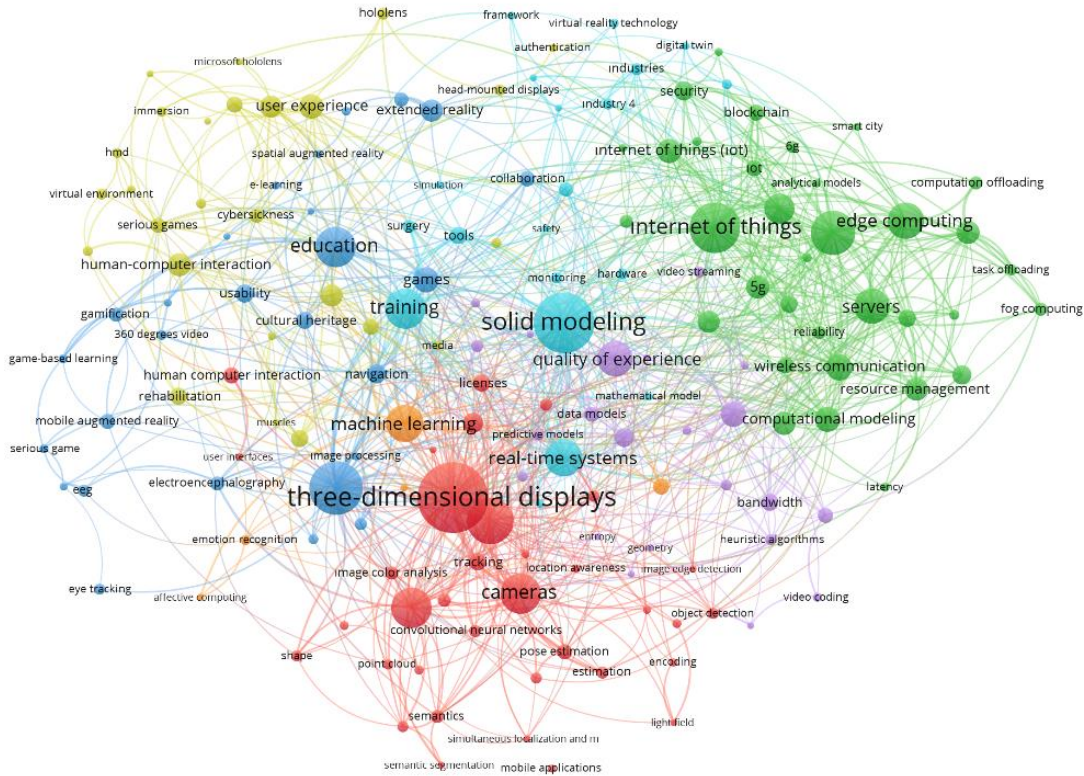 hololens
framework
virtual reality technology
authentication
digital twin
microsoft hololens
industries
head-mounted displays
security
immersion
user experience
extended reality
industry 4
blockchain
smart city
hmd
spatial augmented reality
internet of things (iot)
6g
iot
virtual environment
e-learning
simulation
collaboration
analytical models
computation offloading
serious games
cybersickness
surgery
tools
safety
internet of things
edge computing
education
human-computer interaction
games
monitoring
hardware
video streaming
task offloading
usability
5g
training
servers
fog computing
gamification
cultural heritage
solid modeling
360 degrees video
reliability
media
game-based learning
quality of experience
human computer interaction
navigation
licenses
wireless communication
rehabilitation
mathematical model
resource management
mobile augmented reality
muscles
machine learning
data models
computational modeling
predictive models
serious game
user interfaces
image processing
real-time systems
eeg
electroencephalography
three-dimensional displays
latency
bandwidth
emotion recognition
entropy
heuristic algorithms
geometry
tracking
image color analysis
location awareness
image edge detection
eye tracking
affective computing
cameras
video coding
object detection
convolutional neural networks
shape
point cloud
pose estimation
estimation
encoding
semantics
light field
simultaneous localization and m
semantic segmentation
mobile applications